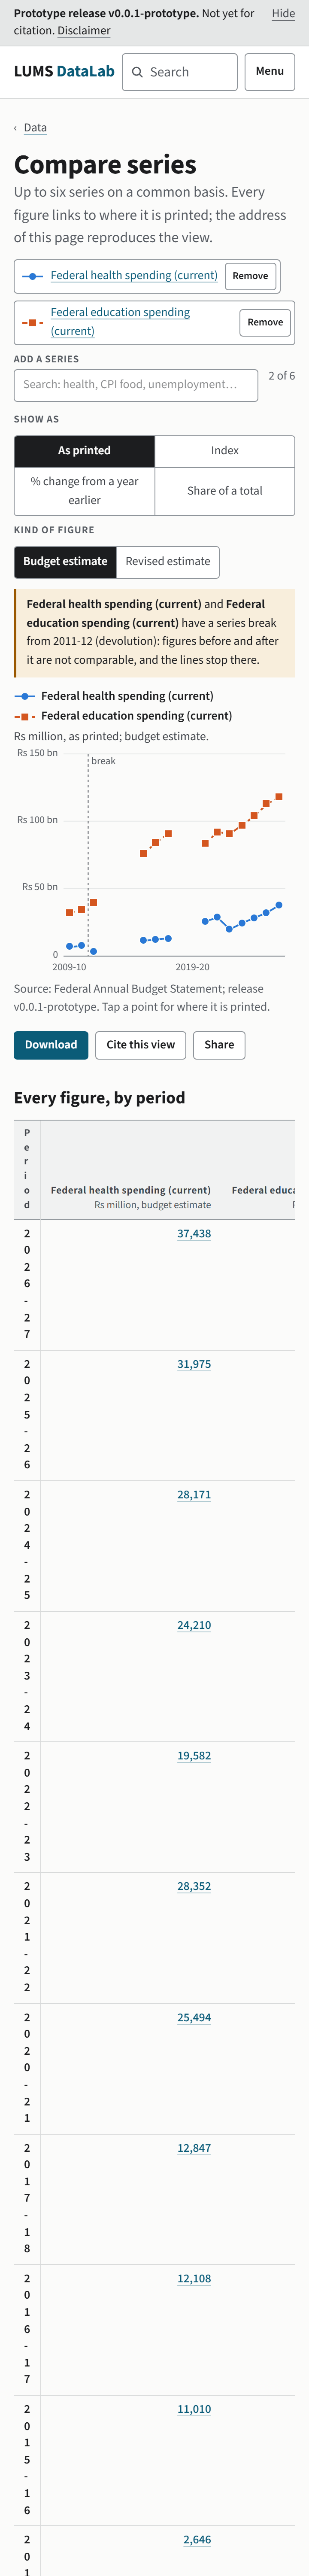 Prototype release v0.0.1-prototype. Not yet for citation. Disclaimer
Hide
LUMS DataLab
Search
Menu
‹ Data
Compare series
Up to six series on a common basis. Every
figure links to where it is printed; the address
of this page reproduces the view.
Federal health spending (current)
Remove
Federal education spending
(current)
Remove
ADD A SERIES
Search: health, CPI food, unemployment…
2 of 6
SHOW AS
As printed
Index
% change from a year
earlier
Share of a total
KIND OF FIGURE
Budget estimate
Revised estimate
Federal health spending (current) and Federal
education spending (current) have a series break
from 2011-12 (devolution): figures before and after
it are not comparable, and the lines stop there.
Federal health spending (current)
Federal education spending (current)
Rs million, as printed; budget estimate.
Rs 150 bn
break
Rs 100 bn
Rs 50 bn
0
2009-10
2019-20
Source: Federal Annual Budget Statement; release
v0.0.1-prototype. Tap a point for where it is printed.
Download
Cite this view
Share
Every figure, by period
Period
Federal health spending (current)
Rs million, budget estimate
Federal educa
2026-27
37,438
2025-26
31,975
2024-25
28,171
2023-24
24,210
2022-23
19,582
2021-22
28,352
2020-21
25,494
2017-18
12,847
2016-17
12,108
2015-16
11,010
201
2,646